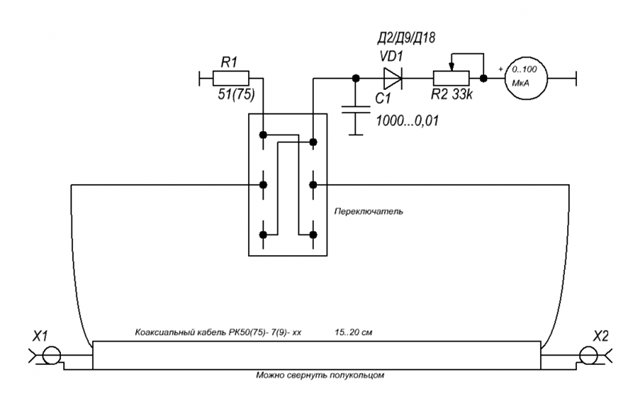 Д2/Д9/Д18
VD1
R1
51(75)
C1
1000...0,01
R2 33k
+
0..100
МкА
Переключатель
Коаксиальный кабель РК50(75)- 7(9)- хх 15..20 см
X1
X2
Можно свернуть полукольцом